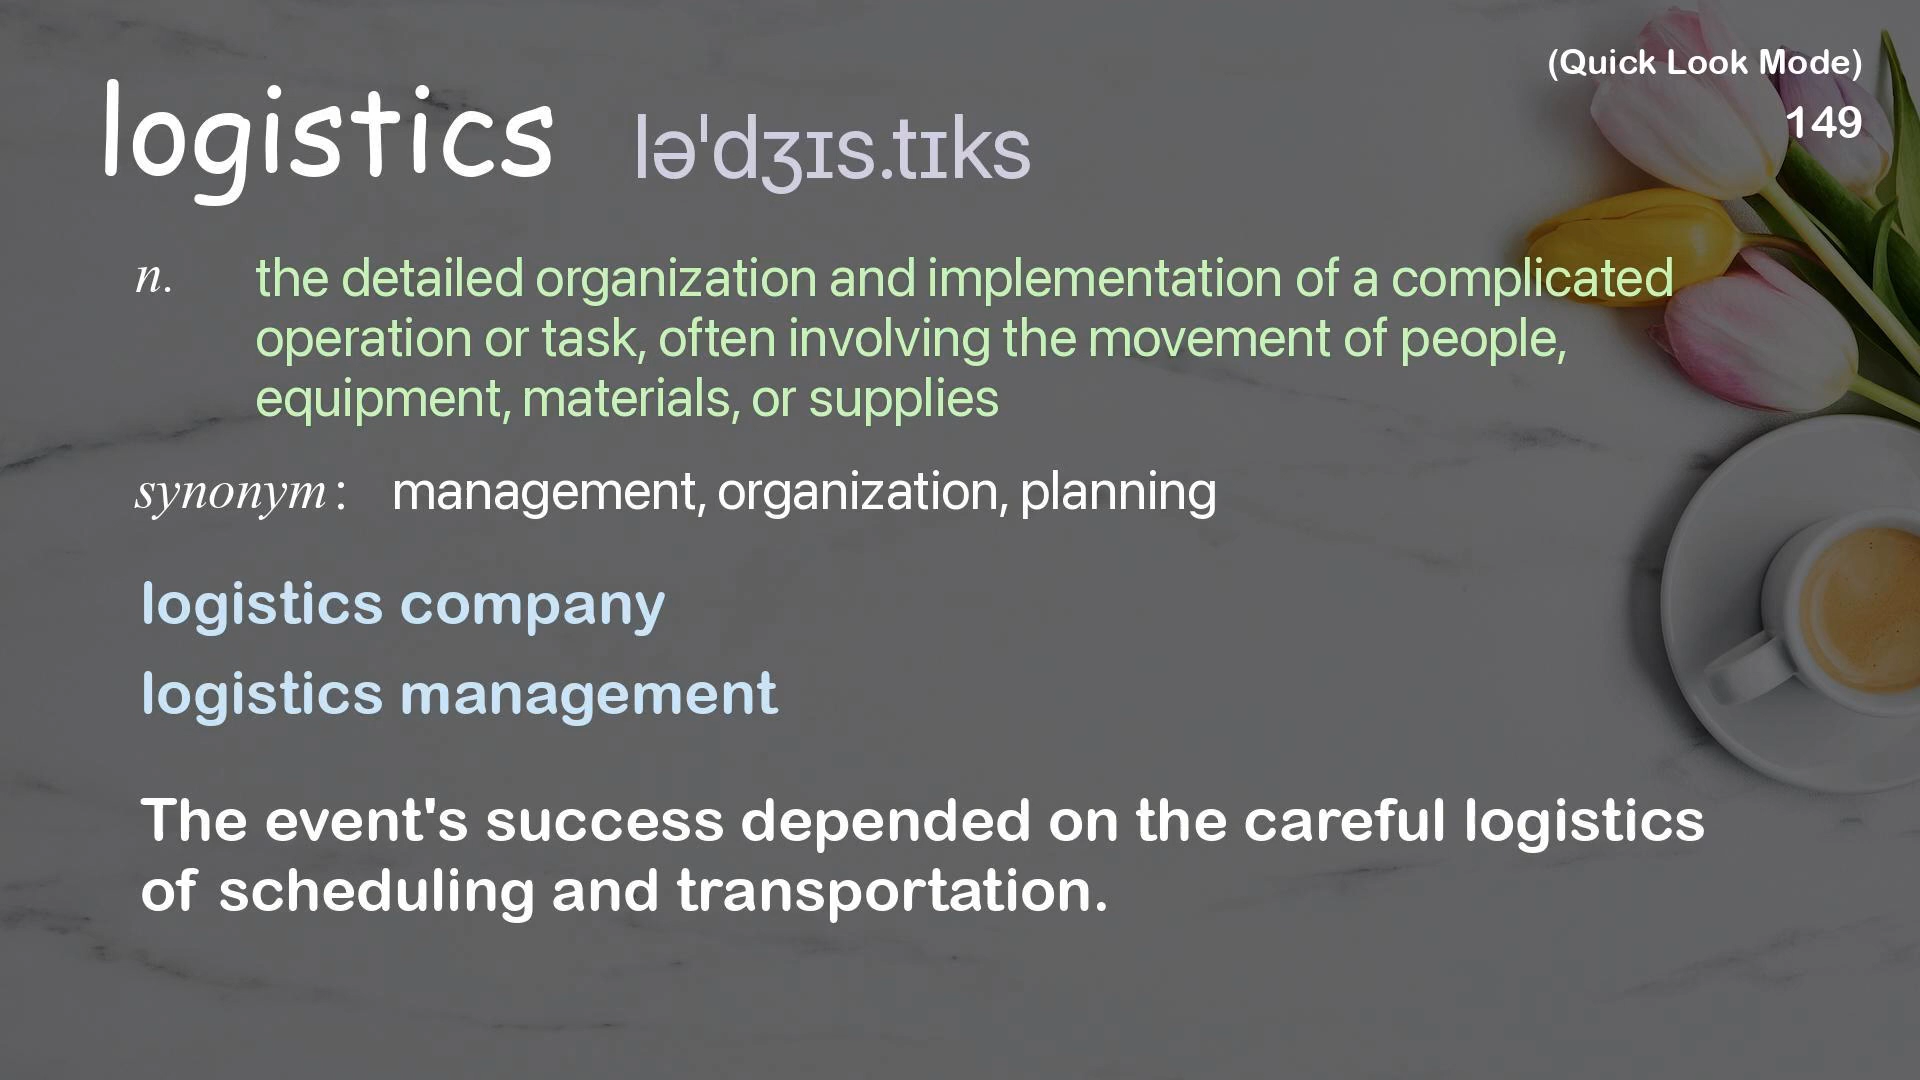 (Quick Look Mode)
149
logistics ləˈdʒɪs.tɪks
n. the detailed organization and implementation of a complicated
operation or task, often involving the movement of people,
equipment, materials, or supplies
synonym : management, organization, planning
logistics company
logistics management
The event's success depended on the careful logistics
of scheduling and transportation.